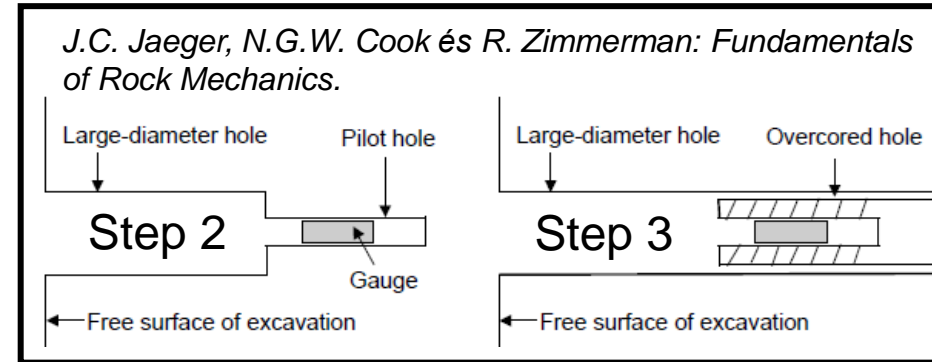 J.C. Jaeger, N.G.W. Cook és R. Zimmerman: Fundamentals
of Rock Mechanics.
Large-diameter hole
Pilot hole
Step 2
Gauge
Free surface of excavation
Large-diameter hole
Overcored hole
Step 3
Free surface of excavation